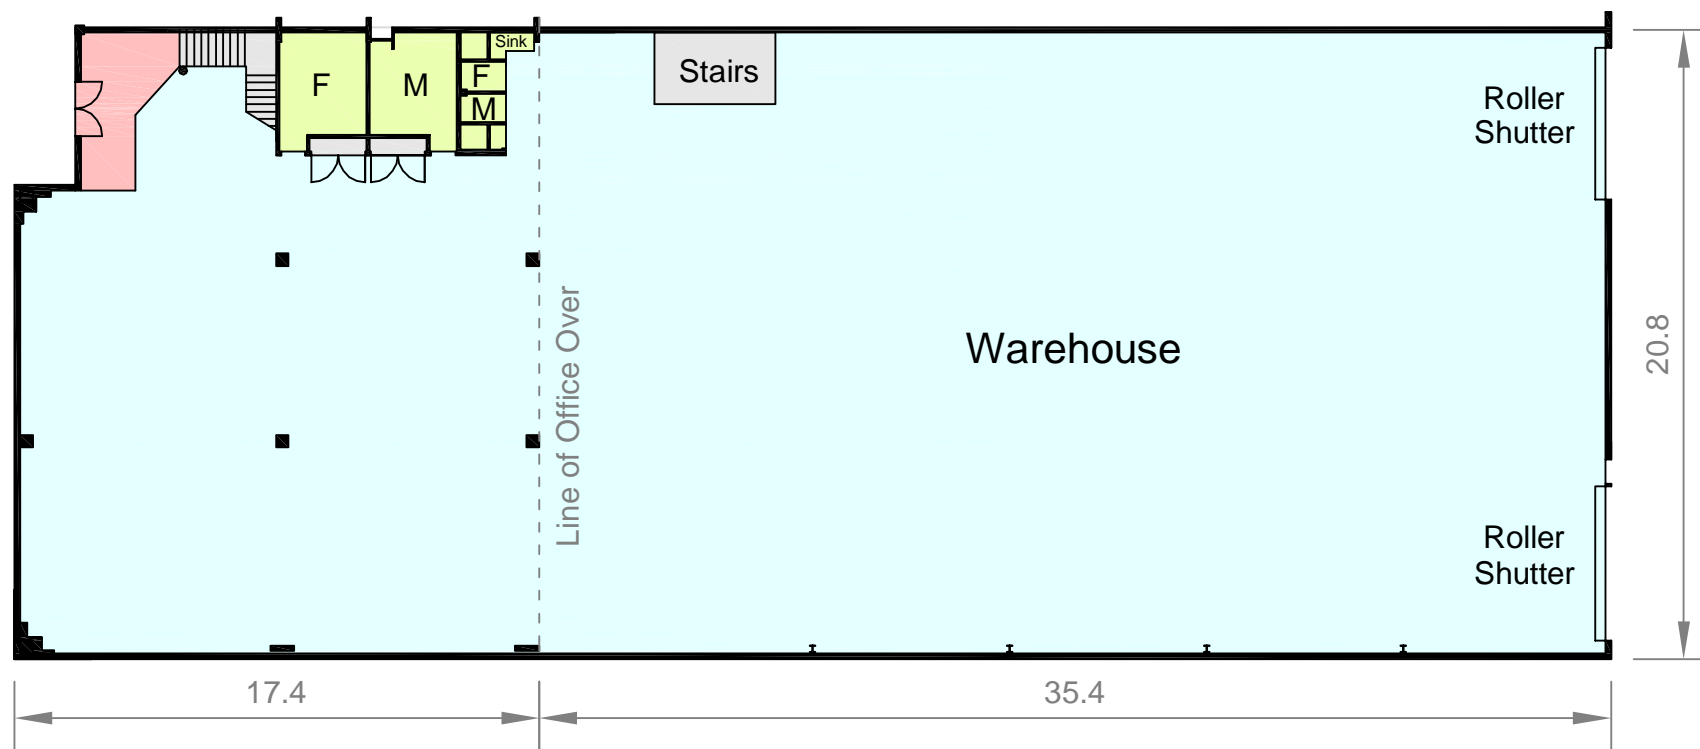 Sink
F
M
F
M
Stairs
Roller
Shutter
Line of Office Over
Warehouse
20.8
Roller
Shutter
17.4
35.4